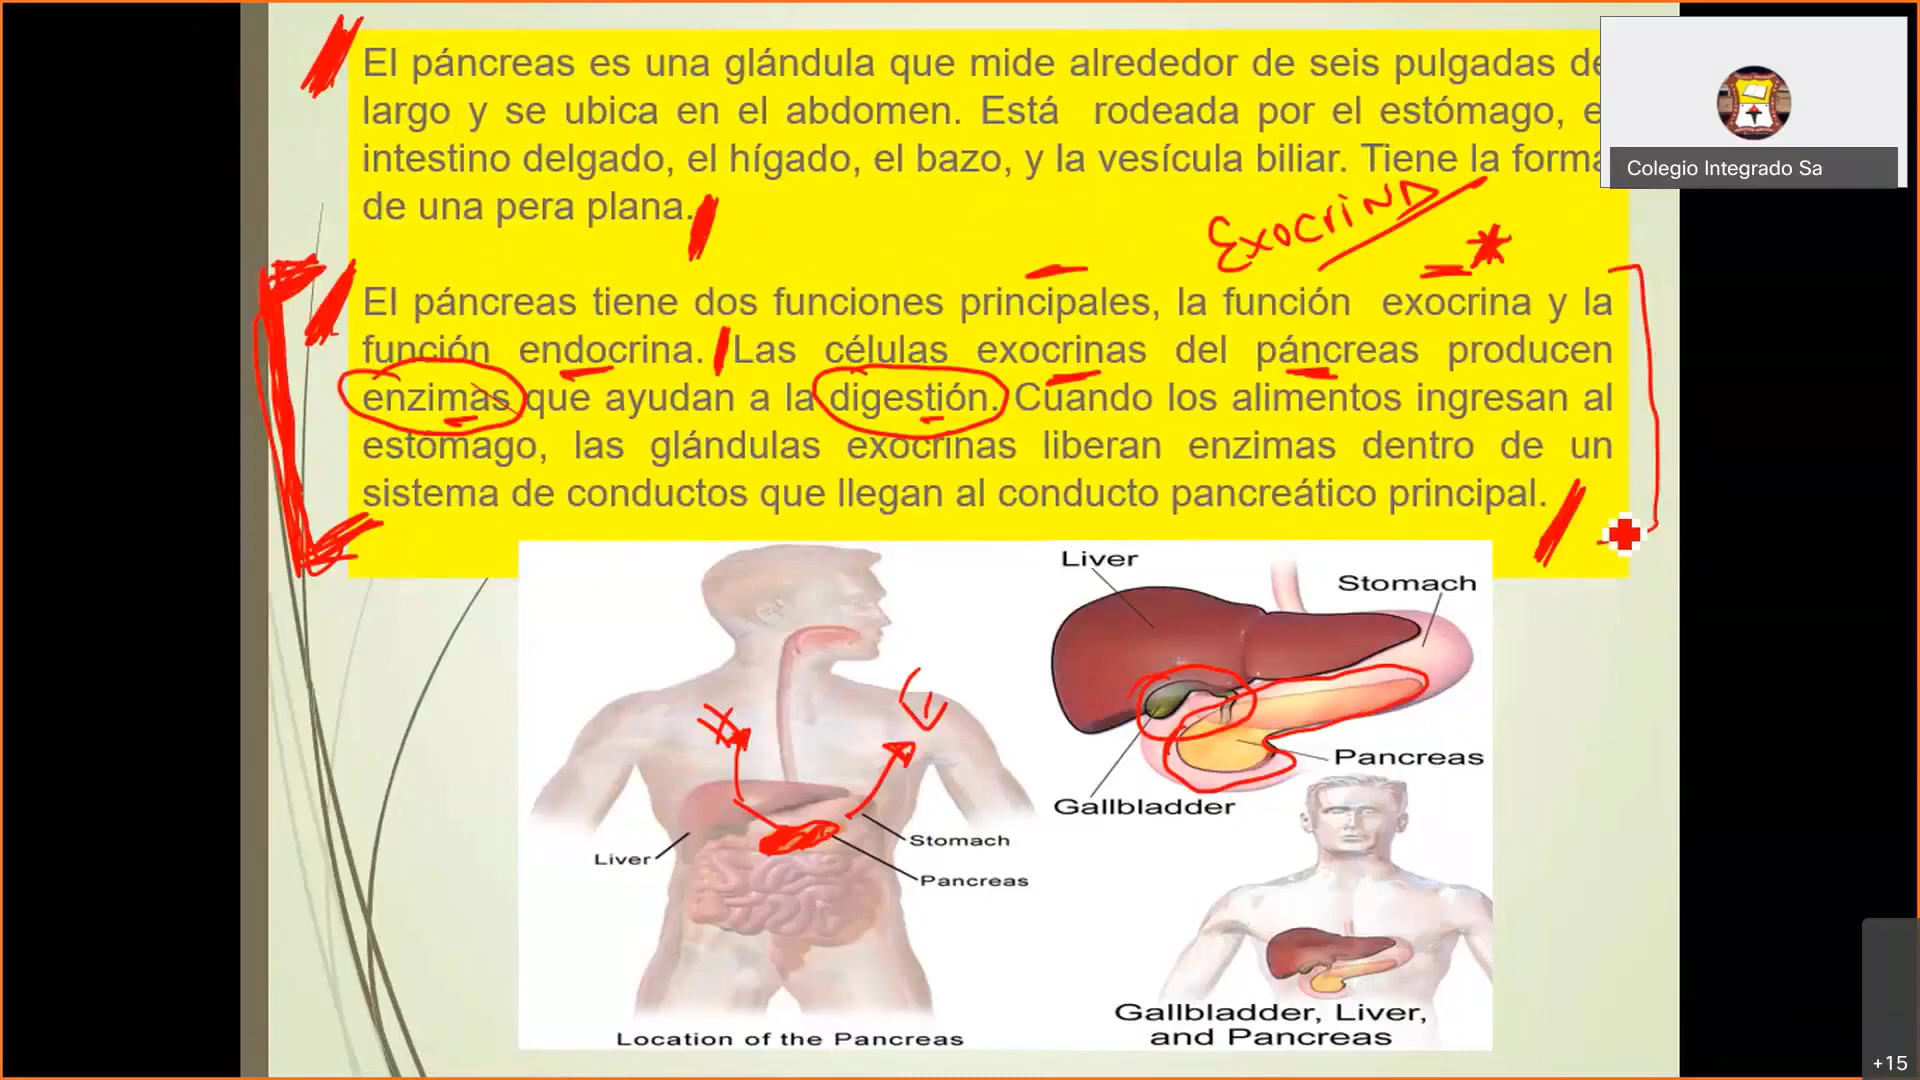 El páncreas es una glándula que mide alrededor de seis pulgadas de
largo y se ubica en el abdomen. Está rodeada por el estómago, e
intestino delgado, el hígado, el bazo, y la vesícula biliar. Tiene la forma
de una pera plana.
Colegio Integrado Sa
ExocrinA
El páncreas tiene dos funciones principales, la función exocrina y la
función endocrina. Las células exocrinas del páncreas producen
enzimas que ayudan a la digestión. Cuando los alimentos ingresan al
estómago, las glándulas exocrinas liberan enzimas dentro de un
sistema de conductos que llegan al conducto pancreático principal.
Liver
Stomach
Pancreas
Gallbladder
Stomach
Liver
Pancreas
Location of the Pancreas
Gallbladder, Liver,
and Pancreas
+15